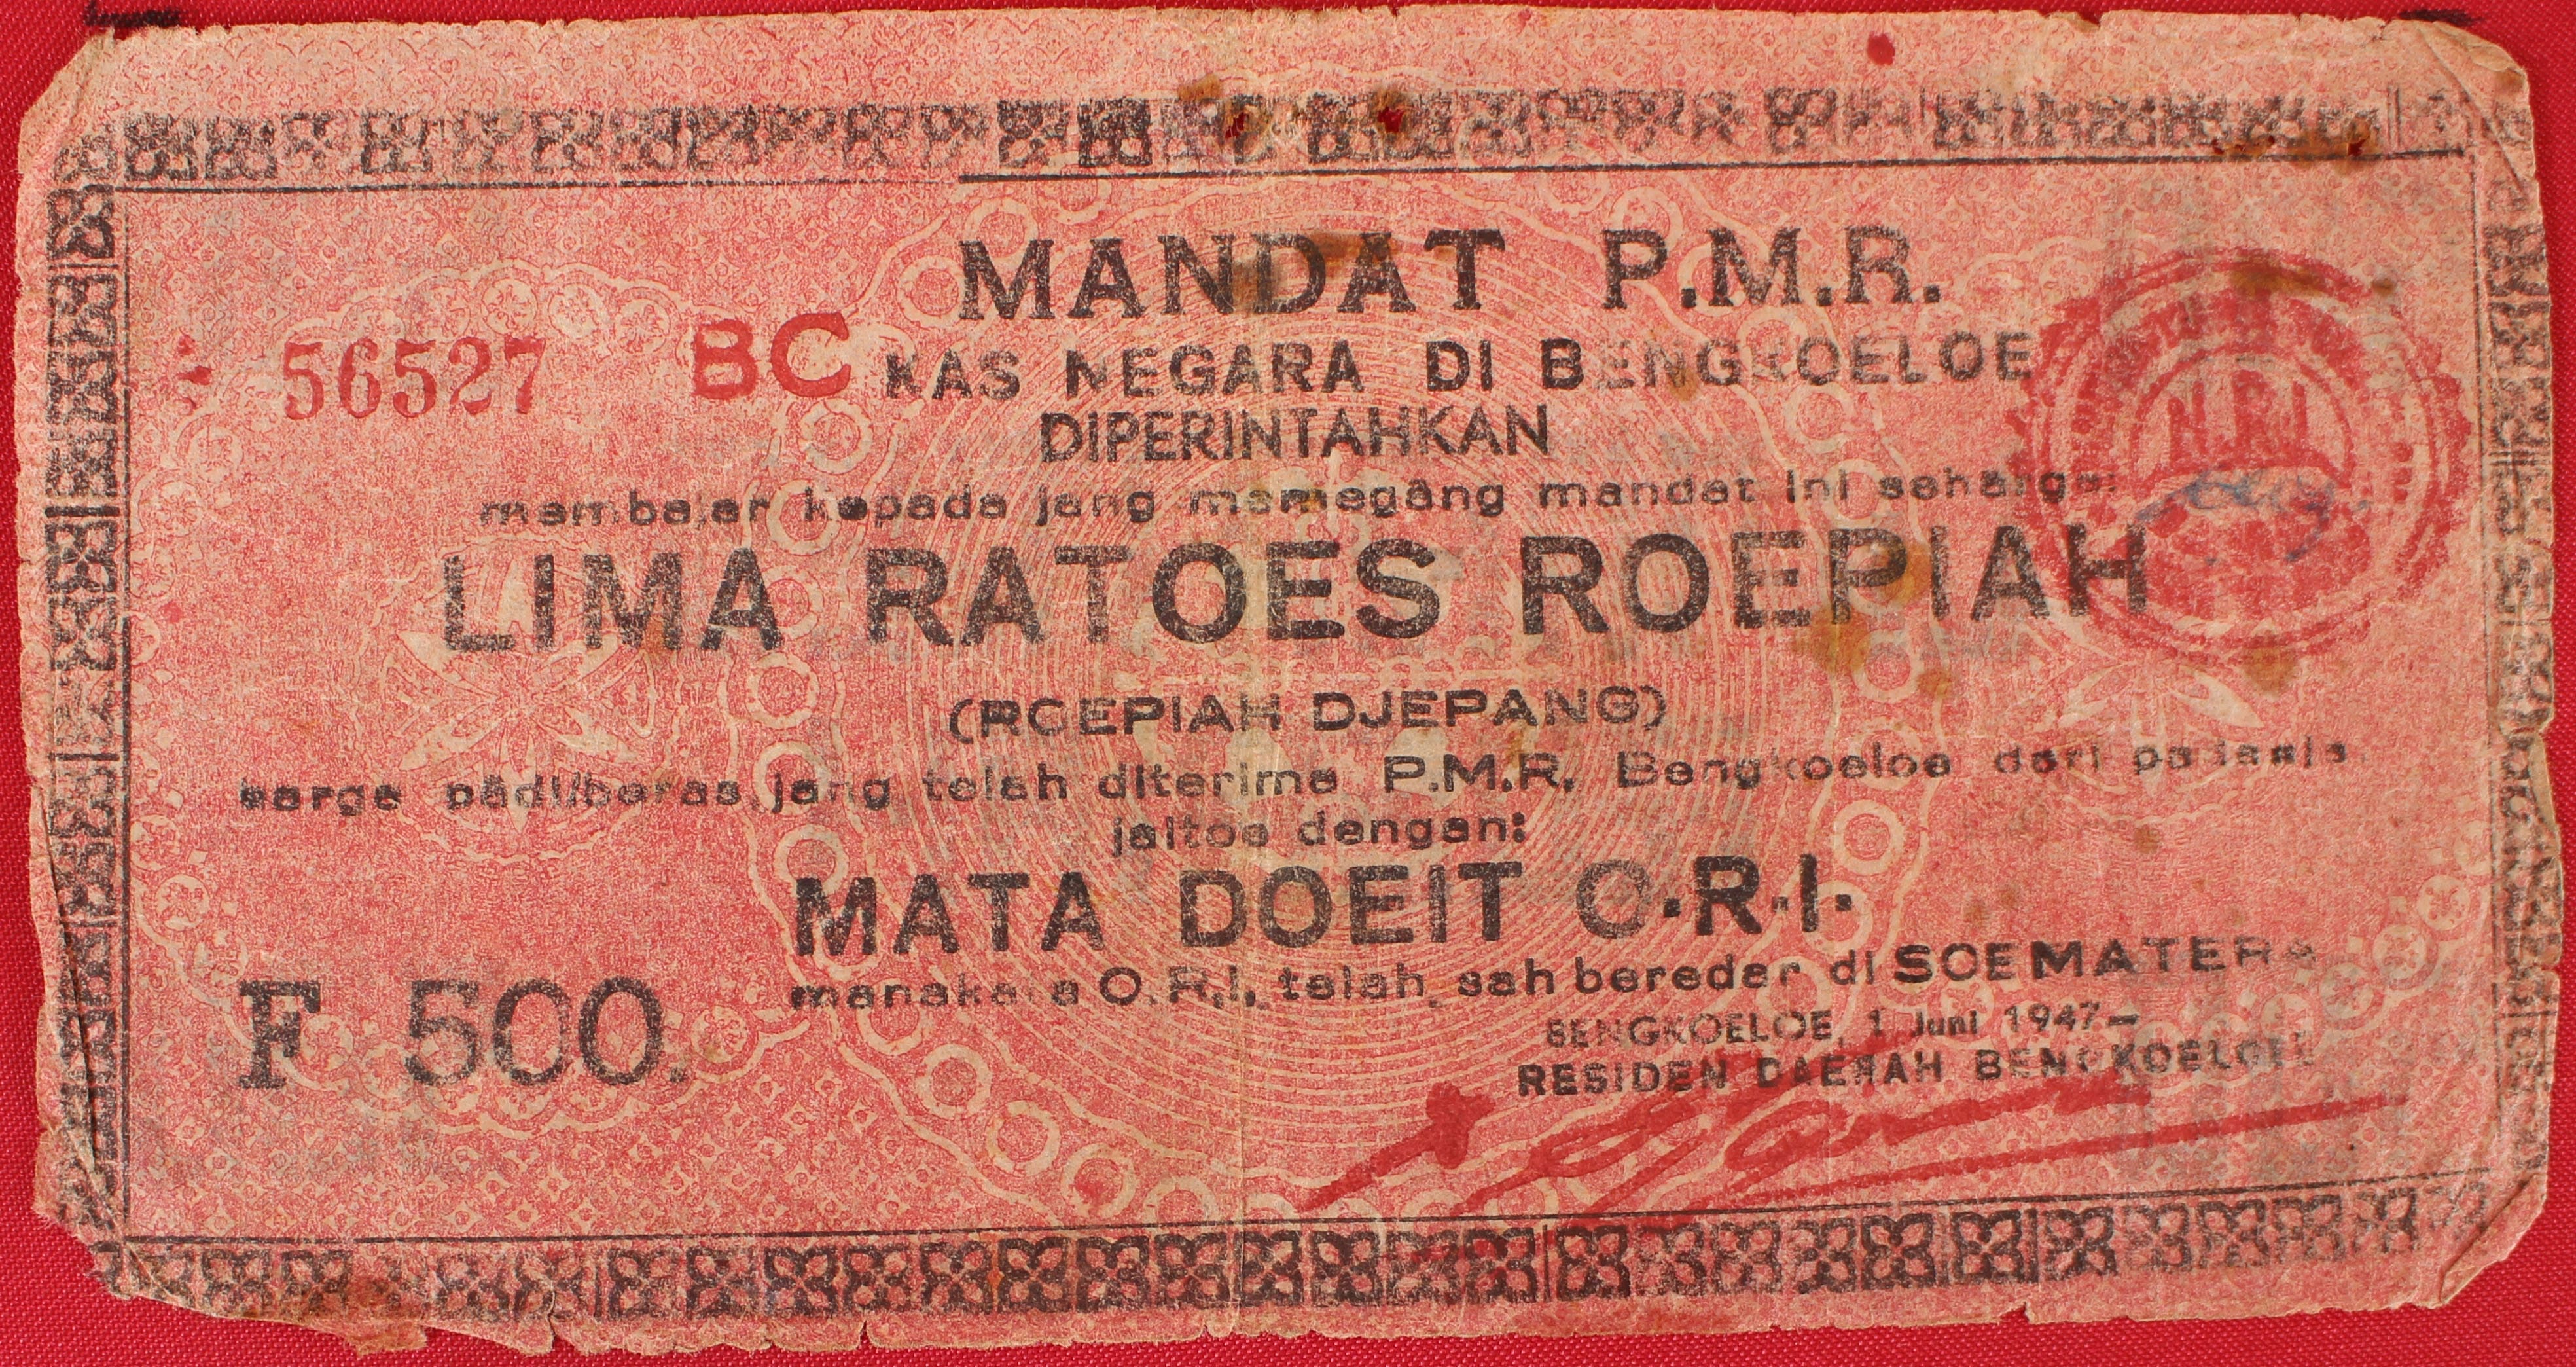 MANDAT P.M.R.
56527 BC KAS NEGARA DI BENGKOELOE
DIPERINTAHKAN
membajar kepada jang memegang mandat ini seharga:
LIMA RATOES ROEPIAH
(ROEPIAH DJEPANG)
harga padi/beras, jang telah diterima P.M.R. Bengkoeloe dari padanja
jaitoe dengan:
MATA DOEIT O.R.I.
manakala O.R.I. telah sah beredar di SOEMATERA
F 500.
BENGKOELOE, 1 Juni 1947—
RESIDEN DAERAH BENGKOELOE
N.R.I